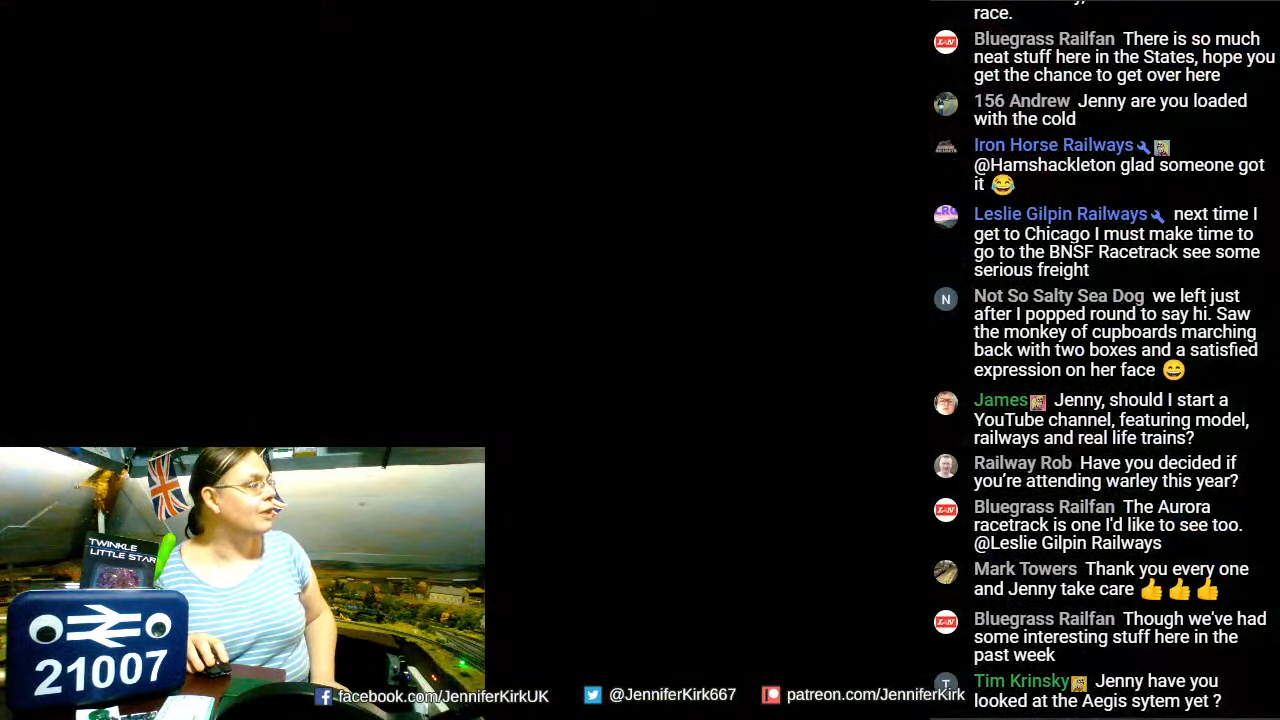 race.
Bluegrass Railfan There is so much
neat stuff here in the States, hope you
get the chance to get over here
156 Andrew Jenny are you loaded
with the cold
Iron Horse Railways
@Hamshackleton glad someone got
it 😂
Leslie Gilpin Railways next time I
get to Chicago I must make time to
go to the BNSF Racetrack see some
serious freight
N Not So Salty Sea Dog we left just
after I popped round to say hi. Saw
the monkey of cupboards marching
back with two boxes and a satisfied
expression on her face 😄
James Jenny, should I start a
YouTube channel, featuring model,
railways and real life trains?
Railway Rob Have you decided if
you're attending warley this year?
L&N Bluegrass Railfan The Aurora
racetrack is one I'd like to see too.
@Leslie Gilpin Railways
Mark Towers Thank you every one
and Jenny take care 👍👍👍
L&N Bluegrass Railfan Though we've had
some interesting stuff here in the
past week
T Tim Krinsky Jenny have you
looked at the Aegis sytem yet ?
TWINKLE
LITTLE STAR
21007
facebook.com/JenniferKirkUK
@JenniferKirk667
patreon.com/JenniferKirk